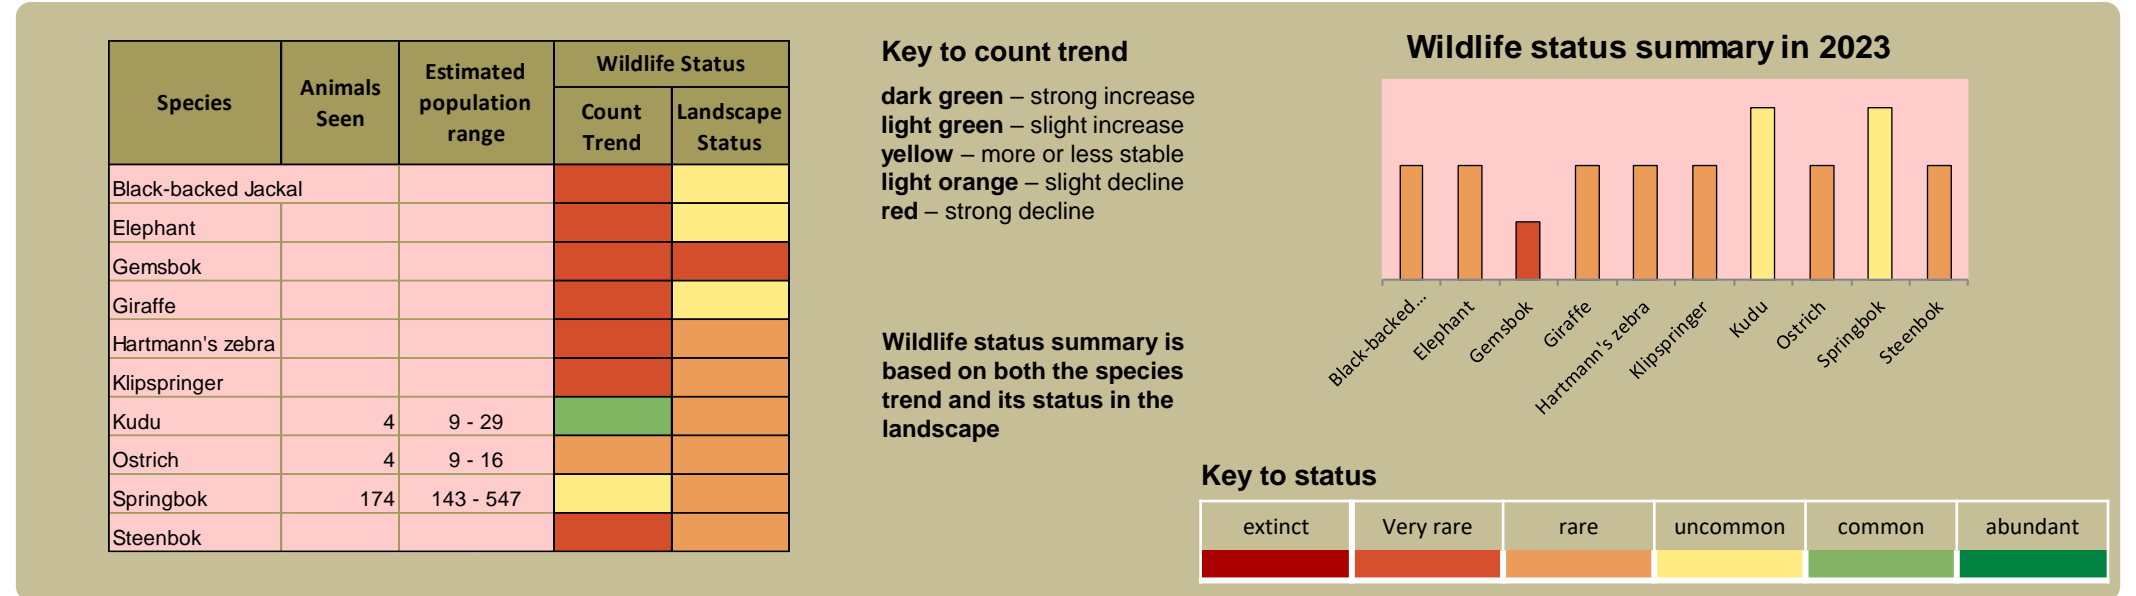 Species
Animals
Seen
Estimated
population
range
Wildlife Status
Count
Trend
Landscape
Status
Black-backed Jackal
Elephant
Gemsbok
Giraffe
Hartmann's zebra
Klipspringer
Kudu 4 9 - 29
Ostrich 4 9 - 16
Springbok 174 143 - 547
Steenbok
Key to count trend
dark green – strong increase
light green – slight increase
yellow – more or less stable
light orange – slight decline
red – strong decline
Wildlife status summary is
based on both the species
trend and its status in the
landscape
Wildlife status summary in 2023
Black-backed...
Elephant
Gemsbok
Giraffe
Hartmann's zebra
Klipspringer
Kudu
Ostrich
Springbok
Steenbok
Key to status
extinct Very rare rare uncommon common abundant